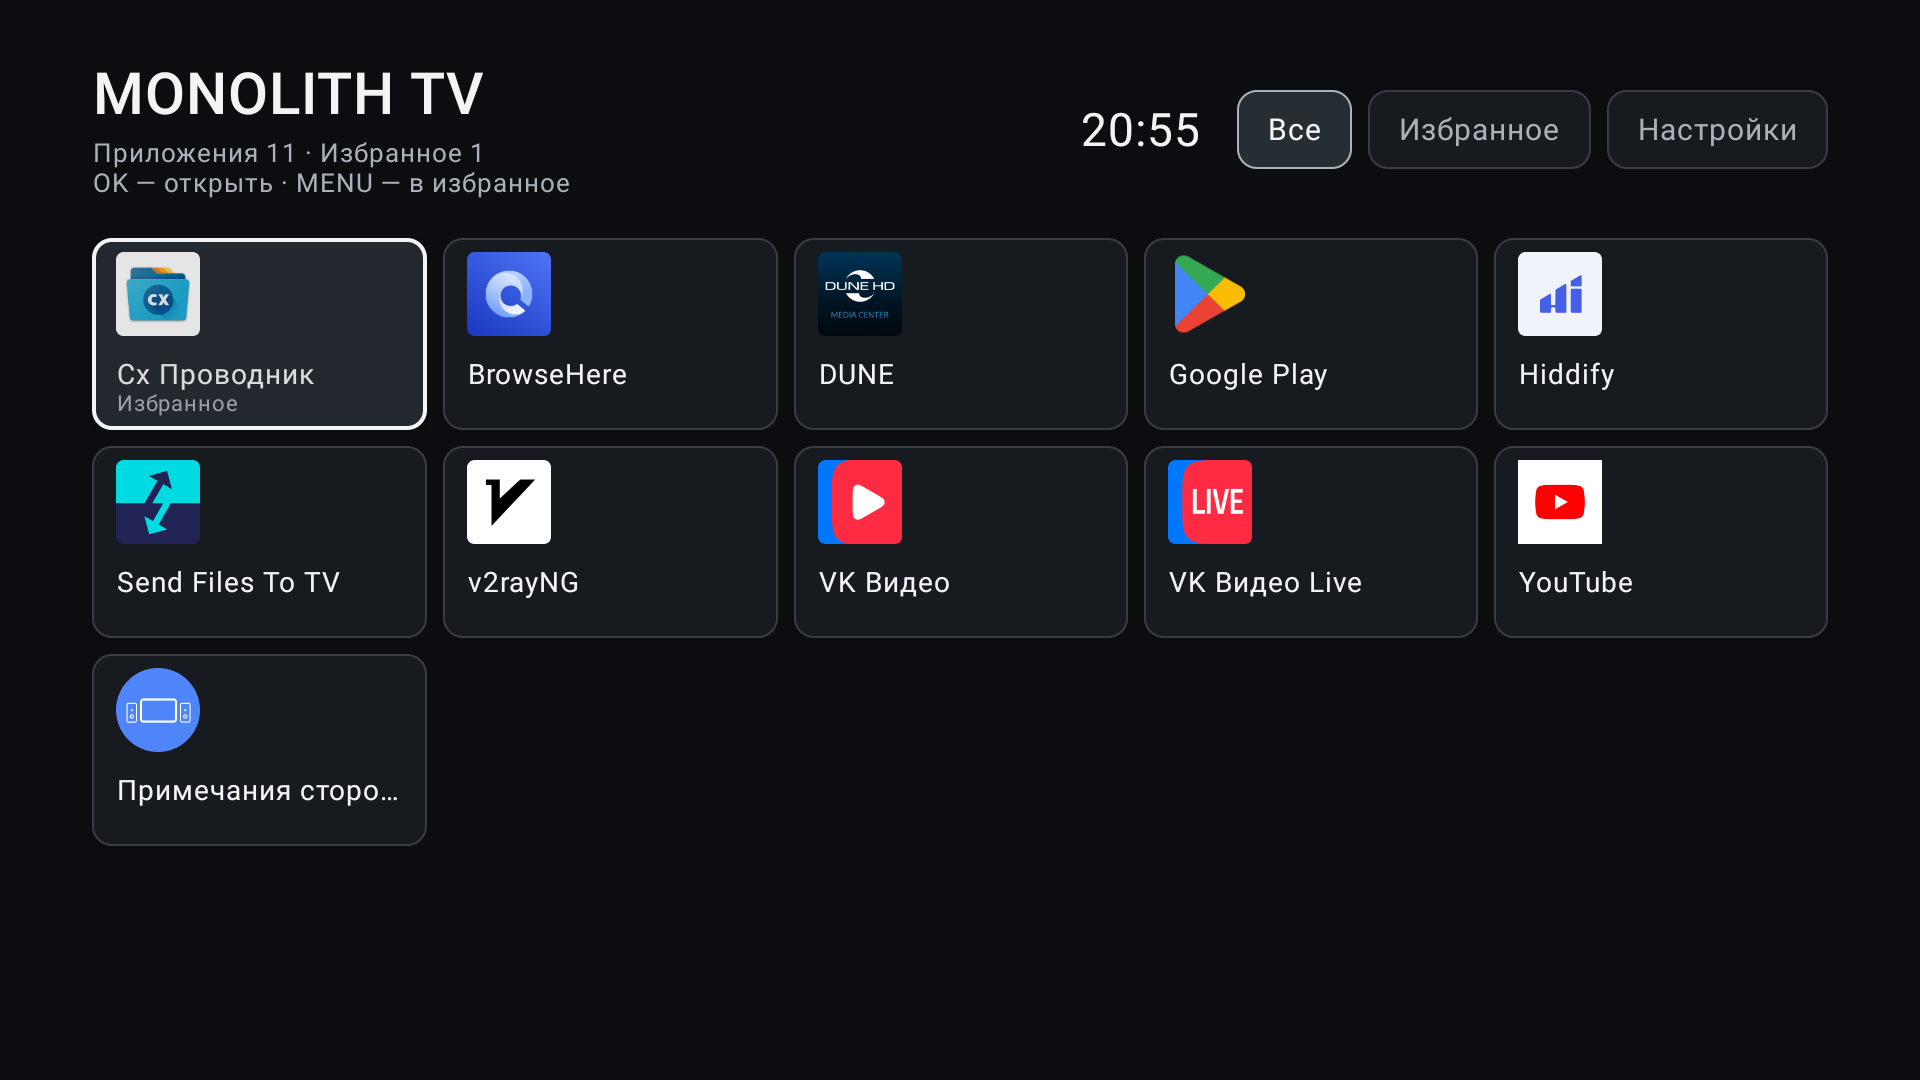 MONOLITH TV
Приложения 11 · Избранное 1
OK — открыть · MENU — в избранное
20:55
Все
Избранное
Настройки
CX
Cx Проводник
Избранное
BrowseHere
DUNE HD
MEDIA CENTER
DUNE
Google Play
Hiddify
Send Files To TV
v2rayNG
VK Видео
LIVE
VK Видео Live
YouTube
Примечания сторо…